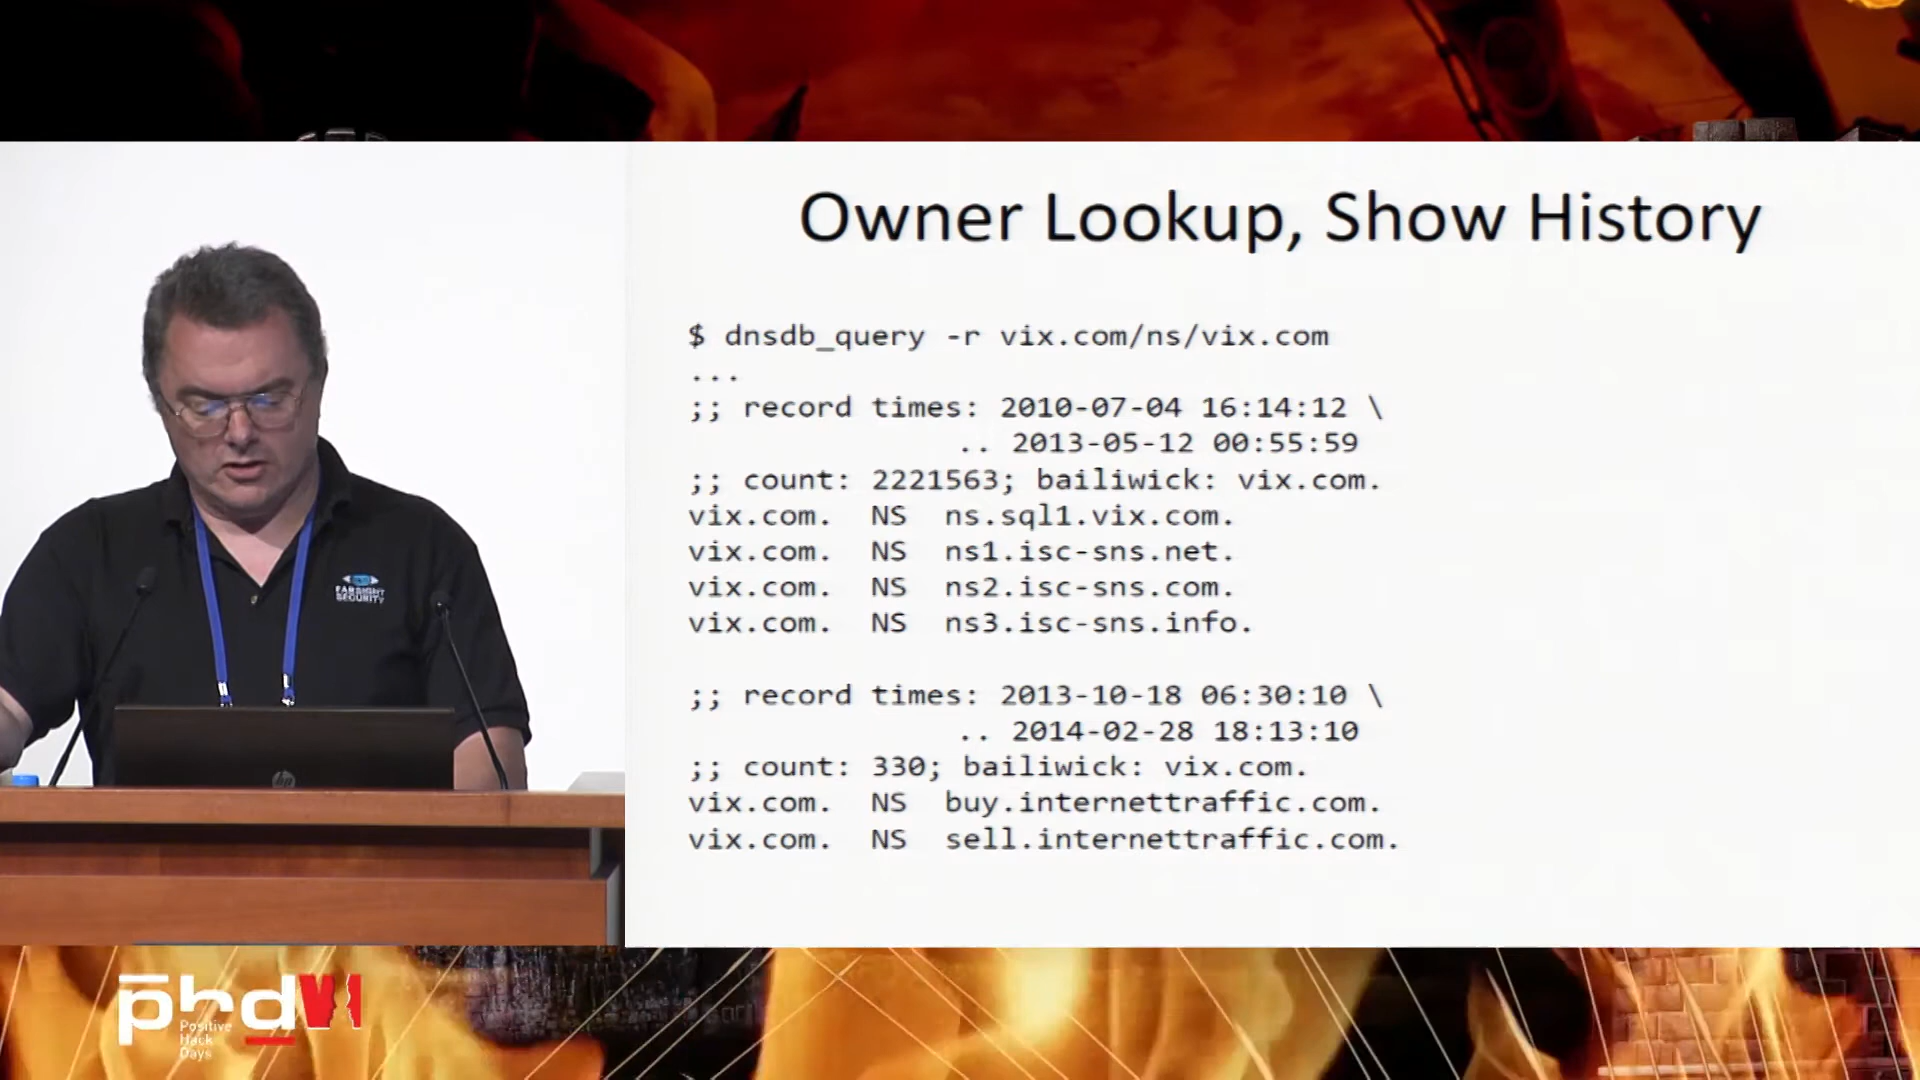 Owner Lookup, Show History
$ dnsdb_query -r vix.com/ns/vix.com
...
;; record times: 2010-07-04 16:14:12 \
.. 2013-05-12 00:55:59
;; count: 2221563; bailiwick: vix.com.
vix.com. NS ns.sql1.vix.com.
vix.com. NS ns1.isc-sns.net.
vix.com. NS ns2.isc-sns.com.
vix.com. NS ns3.isc-sns.info.
;; record times: 2013-10-18 06:30:10 \
.. 2014-02-28 18:13:10
;; count: 330; bailiwick: vix.com.
vix.com. NS buy.internettraffic.com.
vix.com. NS sell.internettraffic.com.
FARSIGHT
SECURITY
hp
phdVI
Positive
Hack
Days